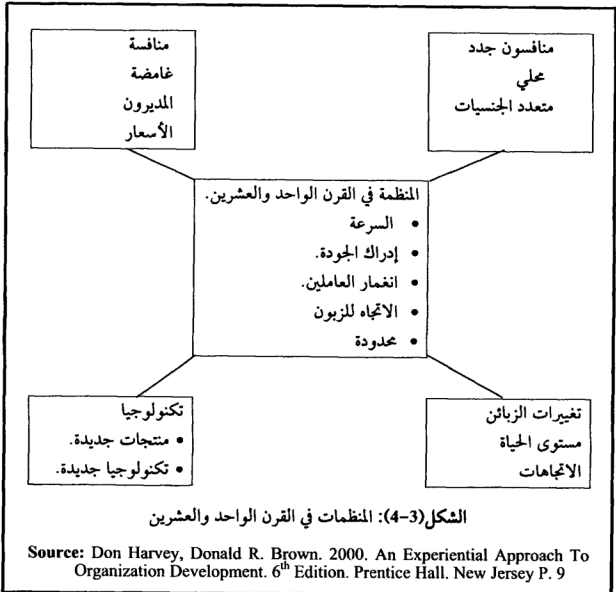 منافسون جدد
محلي
متعدد الجنسيات
منافسة
غامضة
المديرون
الأسعار
المنظمة في القرن الواحد والعشرين.
• السرعة
• إدراك الجودة.
• انغمار العاملين.
• الاتجاه للزبون
• محدودة
تغييرات الزبائن
مستوى الحياة
الاتجاهات
تكنولوجيا
• منتجات جديدة.
• تكنولوجيا جديدة.
الشكل(3-4): المنظمات في القرن الواحد والعشرين
Source: Don Harvey, Donald R. Brown. 2000. An Experiential Approach To
Organization Development. 6th Edition. Prentice Hall. New Jersey P. 9